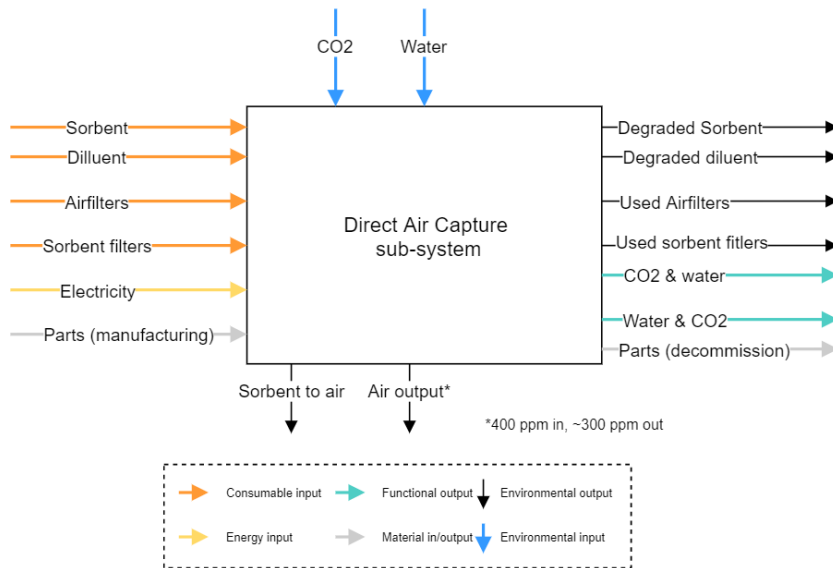 CO2
Water
Sorbent
Dilluent
Airfilters
Sorbent filters
Electricity
Parts (manufacturing)
Direct Air Capture
sub-system
Degraded Sorbent
Degraded diluent
Used Airfilters
Used sorbent fitlers
CO2 & water
Water & CO2
Parts (decommission)
Sorbent to air
Air output*
*400 ppm in, ~300 ppm out
Consumable input
Functional output
Environmental output
Energy input
Material in/output
Environmental input